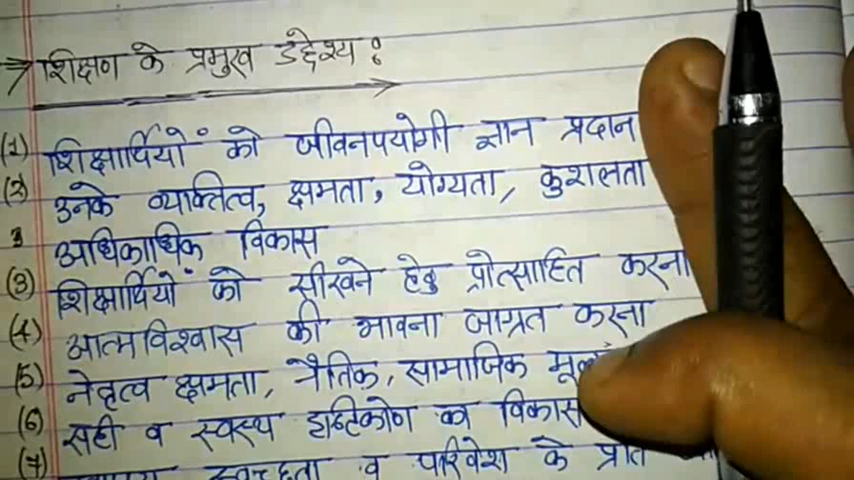 → शिक्षण के प्रमुख उद्देश्य :
(1) शिक्षार्थियों को जीवनपयोगी ज्ञान प्रदान
(2) उनके व्यक्तित्व, क्षमता, योग्यता, कुशलता
अधिकाधिक विकास
(3) शिक्षार्थियों को सीखने हेतु प्रोत्साहित करना
(4) आत्मविश्वास की भावना जाग्रत करना
(5) नेतृत्व क्षमता, नैतिक, सामाजिक
(6) सही व स्वस्थ दृष्टिकोण का विकास
(7) स्वच्छता व परिवेश के प्रति